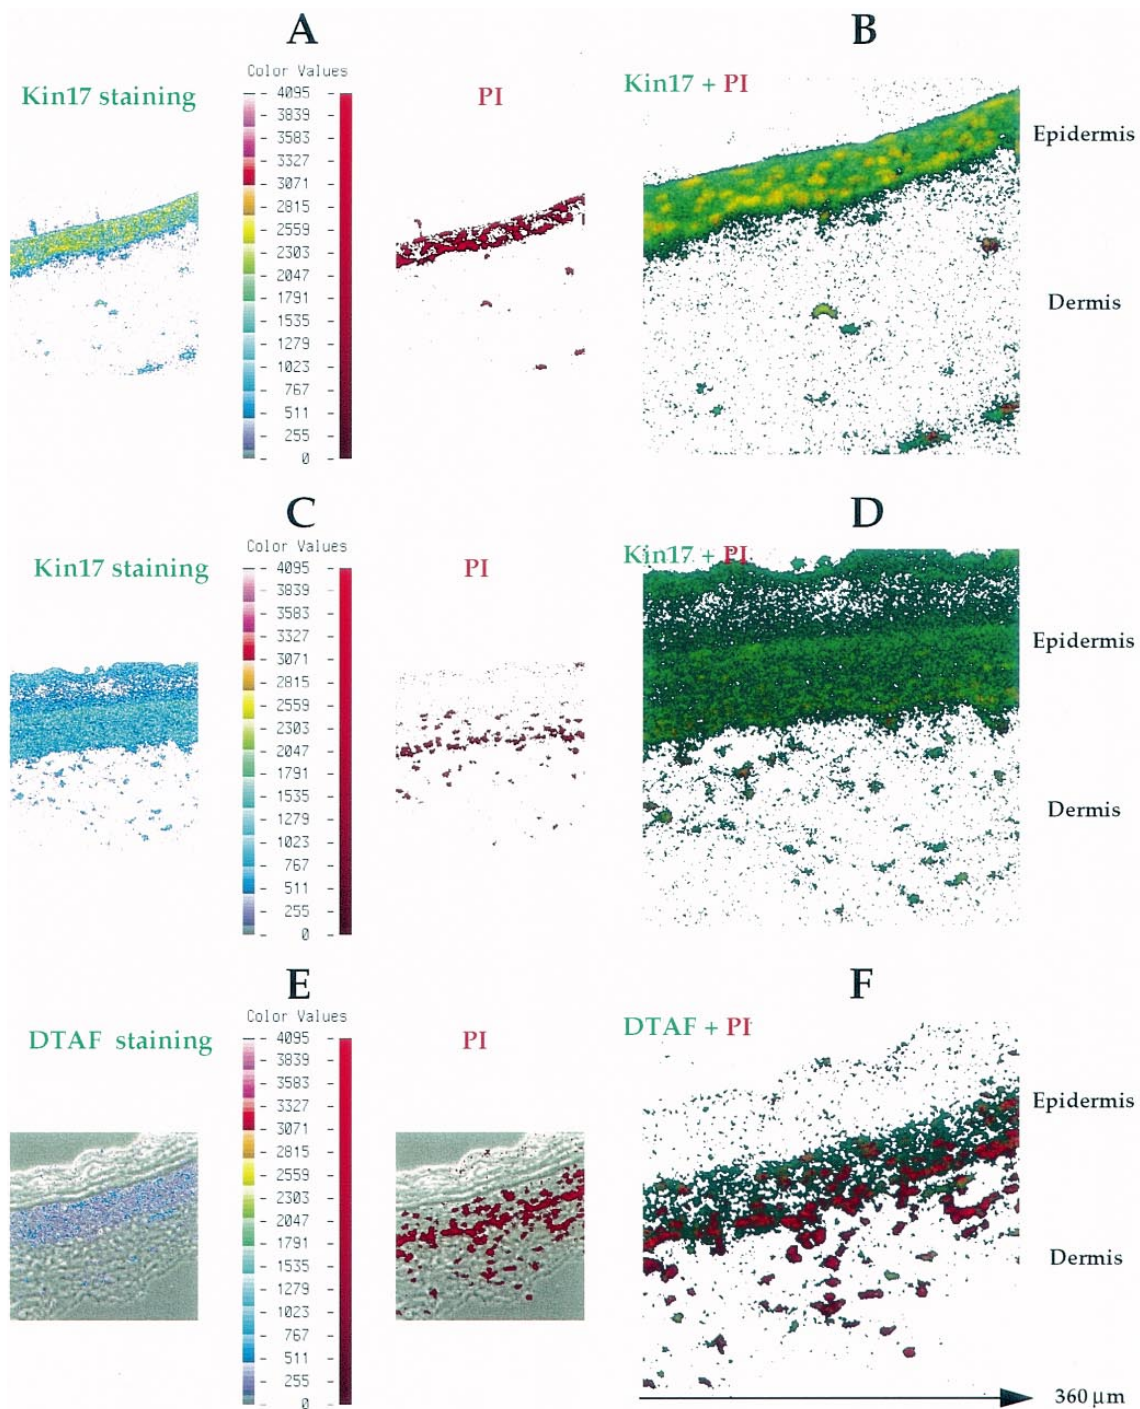 A
B
Color Values
Kin17 staining
PI
Kin17 + PI
4095
3839
3583
3327
3071
2815
2559
2303
2047
1791
1535
1279
1023
767
511
255
0
Epidermis
Dermis
C
D
Color Values
Kin17 staining
PI
Kin17 + PI
4095
3839
3583
3327
3071
2815
2559
2303
2047
1791
1535
1279
1023
767
511
255
0
Epidermis
Dermis
E
F
Color Values
DTAF staining
PI
DTAF + PI
4095
3839
3583
3327
3071
2815
2559
2303
2047
1791
1535
1279
1023
767
511
255
0
Epidermis
Dermis
360 µm